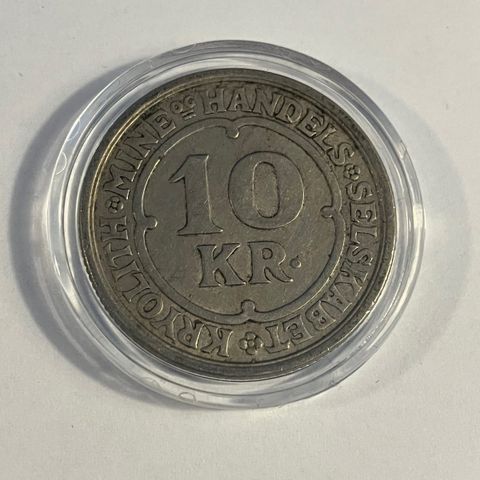 KRYOLITH MINE OG HANDELS SELSKABET
10
KR.